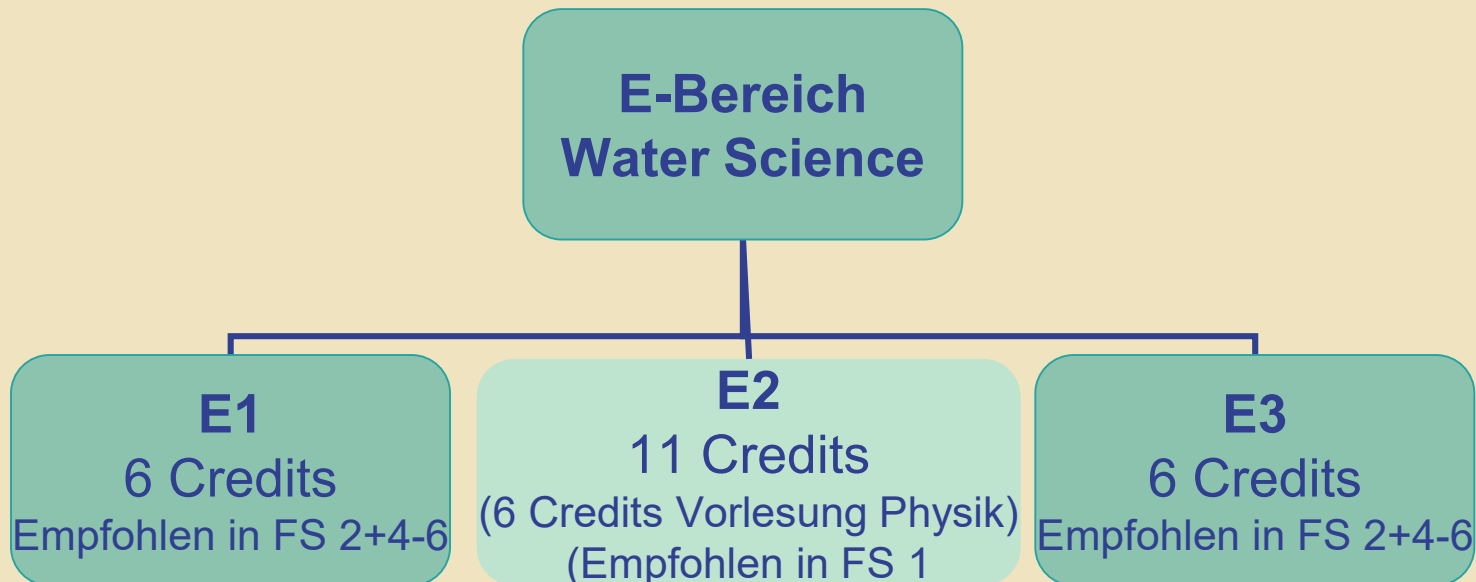 E-Bereich
Water Science
E1
6 Credits
Empfohlen in FS 2+4-6
E2
11 Credits
(6 Credits Vorlesung Physik)
(Empfohlen in FS 1
E3
6 Credits
Empfohlen in FS 2+4-6